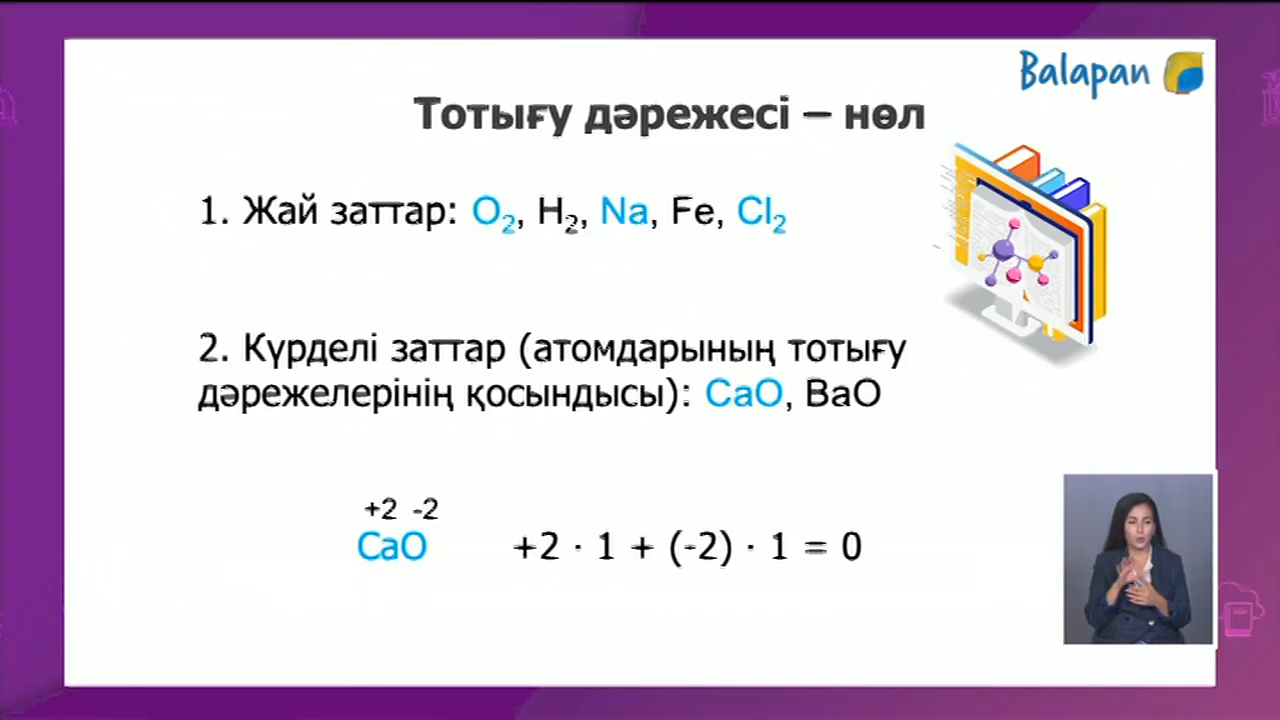 Balapan
Тотығу дәрежесі – нөл
1. Жай заттар: O₂, H₂, Na, Fe, Cl₂
2. Күрделі заттар (атомдарының тотығу
дәрежелерінің қосындысы): CaO, BaO
+2 -2
CaO +2 · 1 + (-2) · 1 = 0